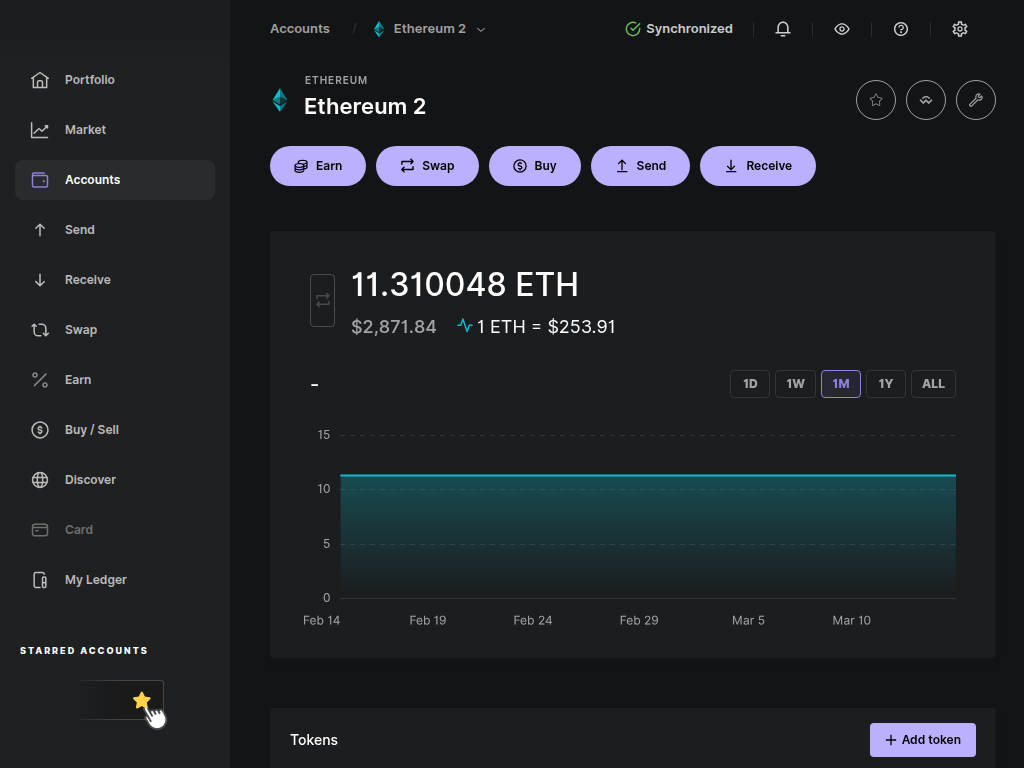 Accounts / Ethereum 2
Synchronized
Portfolio
Market
Accounts
Send
Receive
Swap
Earn
Buy / Sell
Discover
Card
My Ledger
STARRED ACCOUNTS
ETHEREUM
Ethereum 2
Earn Swap Buy Send Receive
11.310048 ETH
$2,871.84 1 ETH = $253.91
-
1D 1W 1M 1Y ALL
15
10
5
0
Feb 14 Feb 19 Feb 24 Feb 29 Mar 5 Mar 10
Tokens
+ Add token